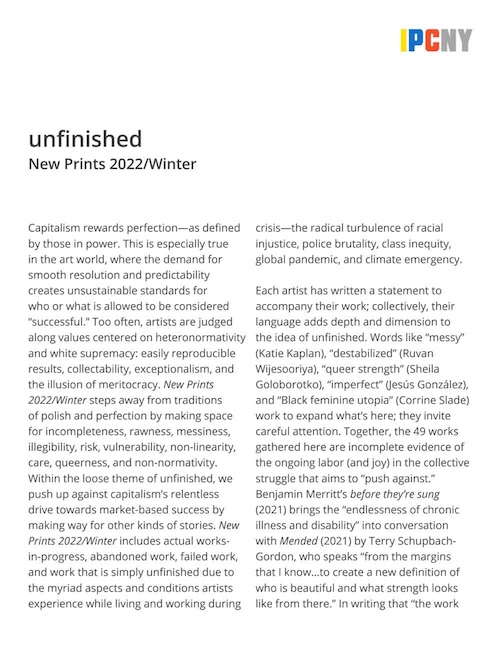 IPCNY
unfinished
New Prints 2022/Winter
Capitalism rewards perfection—as defined
by those in power. This is especially true
in the art world, where the demand for
smooth resolution and predictability
creates unsustainable standards for
who or what is allowed to be considered
“successful.” Too often, artists are judged
along values centered on heteronormativity
and white supremacy: easily reproducible
results, collectability, exceptionalism, and
the illusion of meritocracy. New Prints
2022/Winter steps away from traditions
of polish and perfection by making space
for incompleteness, rawness, messiness,
illegibility, risk, vulnerability, non-linearity,
care, queerness, and non-normativity.
Within the loose theme of unfinished, we
push up against capitalism’s relentless
drive towards market-based success by
making way for other kinds of stories. New
Prints 2022/Winter includes actual works-
in-progress, abandoned work, failed work,
and work that is simply unfinished due to
the myriad aspects and conditions artists
experience while living and working during
crisis—the radical turbulence of racial
injustice, police brutality, class inequity,
global pandemic, and climate emergency.
Each artist has written a statement to
accompany their work; collectively, their
language adds depth and dimension to
the idea of unfinished. Words like “messy”
(Katie Kaplan), “destabilized” (Ruvan
Wijesooriya), “queer strength” (Sheila
Goloborotko), “imperfect” (Jesús González),
and “Black feminine utopia” (Corrine Slade)
work to expand what’s here; they invite
careful attention. Together, the 49 works
gathered here are incomplete evidence of
the ongoing labor (and joy) in the collective
struggle that aims to “push against.”
Benjamin Merritt’s before they’re sung
(2021) brings the “endlessness of chronic
illness and disability” into conversation
with Mended (2021) by Terry Schupbach-
Gordon, who speaks “from the margins
that I know...to create a new definition of
who is beautiful and what strength looks
like from there.” In writing that “the work